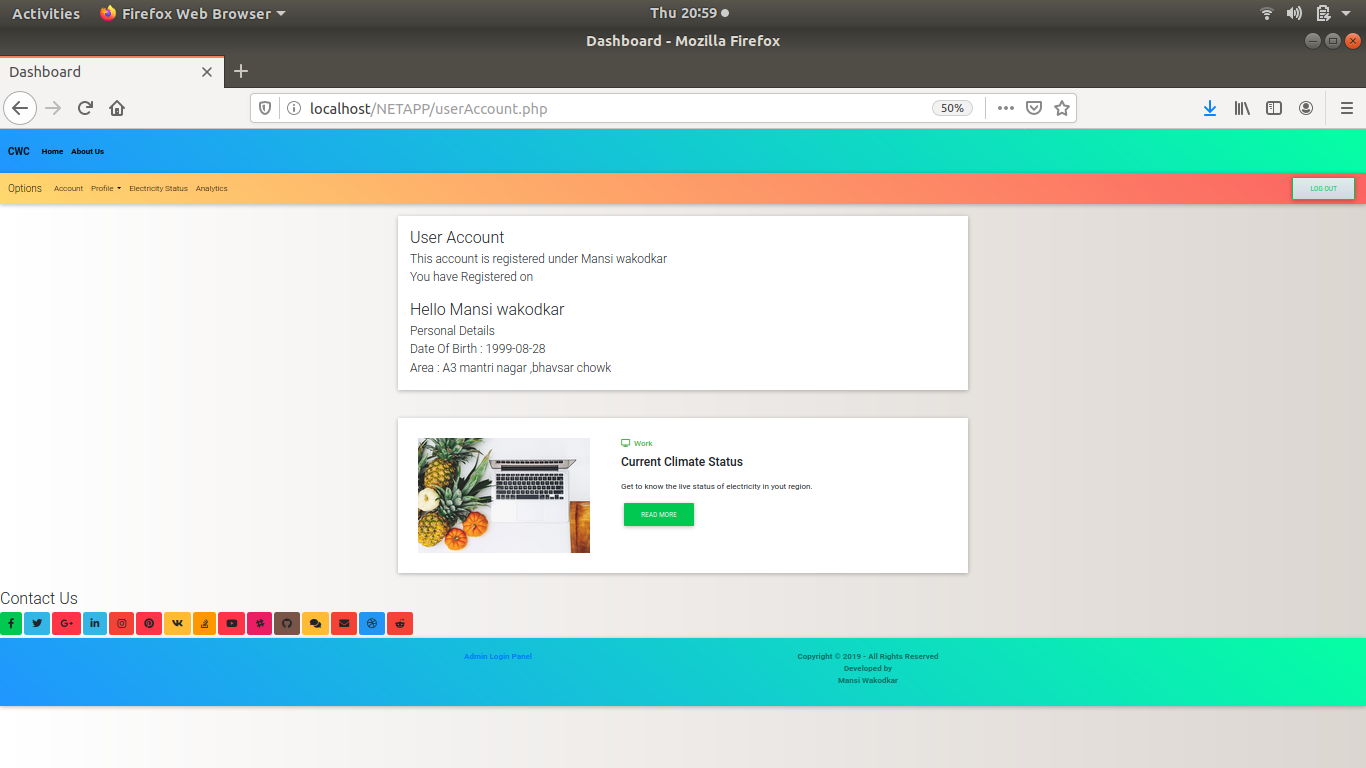 Activities Firefox Web Browser Thu 20:59
Dashboard - Mozilla Firefox
Dashboard
localhost/NETAPP/userAccount.php 50%
CWC Home About Us
Options Account Profile Electricity Status Analytics LOG OUT
User Account
This account is registered under Mansi wakodkar
You have Registered on
Hello Mansi wakodkar
Personal Details
Date Of Birth : 1999-08-28
Area : A3 mantri nagar ,bhavsar chowk
Work
Current Climate Status
Get to know the live status of electricity in yout region.
READ MORE
Contact Us
Admin Login Panel
Copyright © 2019 - All Rights Reserved
Developed by
Mansi Wakodkar